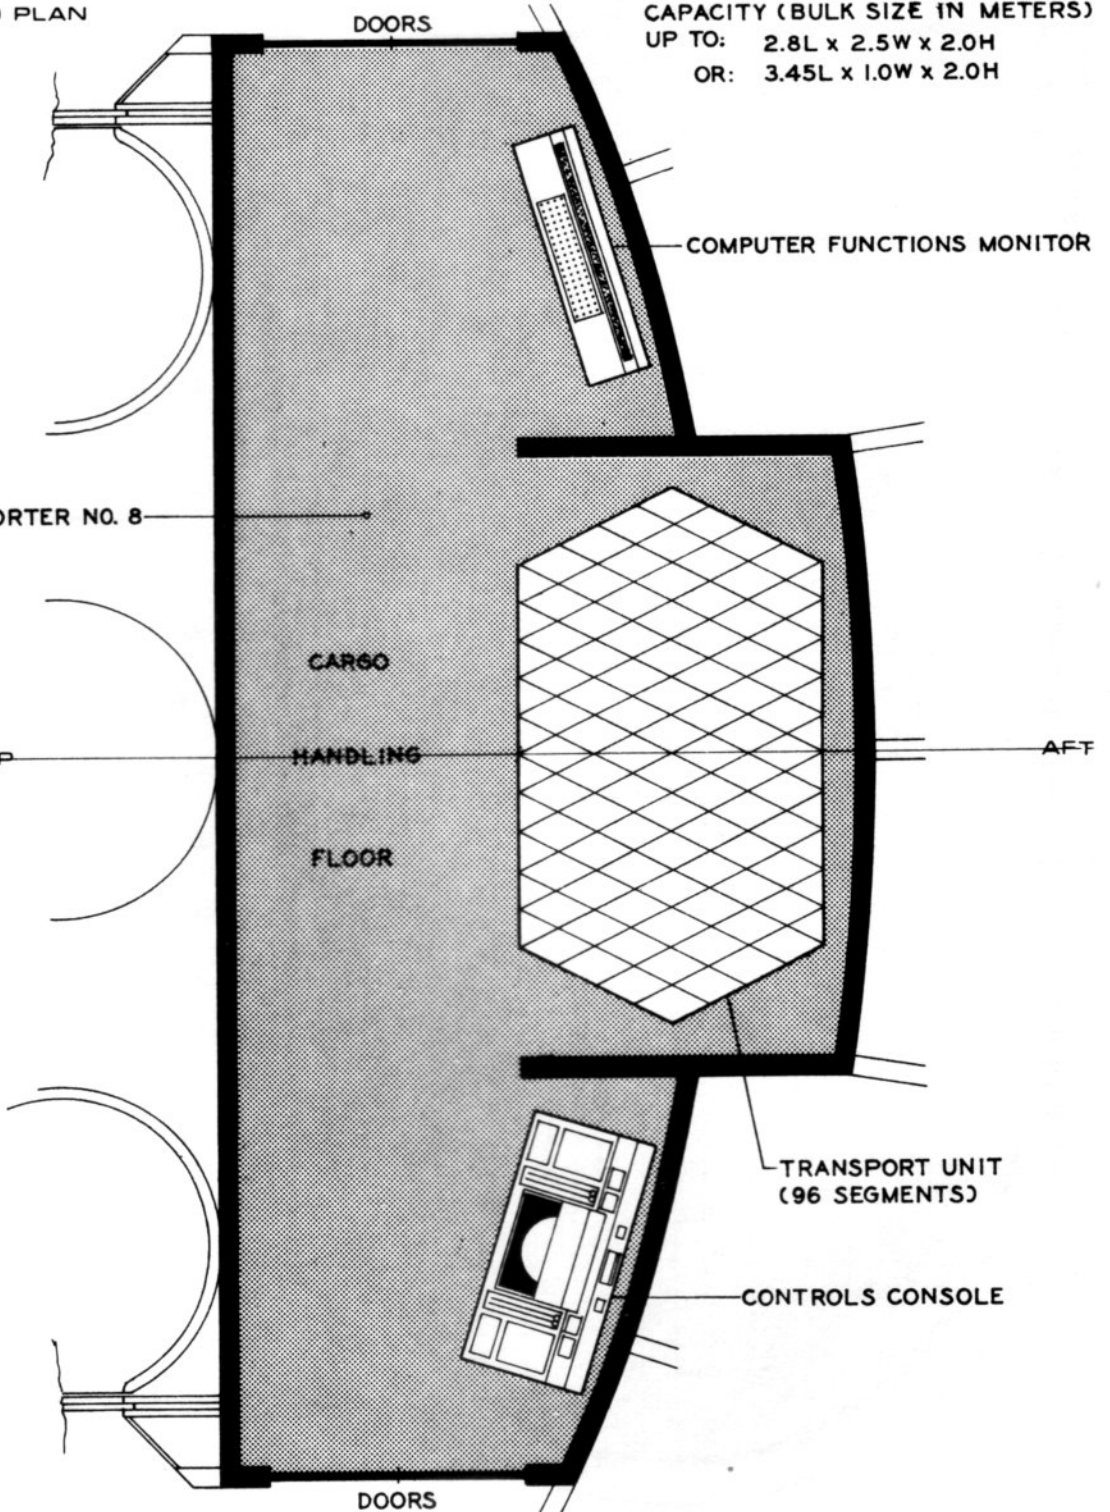 PLAN
DOORS
CAPACITY (BULK SIZE IN METERS)
UP TO: 2.8L x 2.5W x 2.0H
OR: 3.45L x 1.0W x 2.0H
COMPUTER FUNCTIONS MONITOR
ORTER NO. 8
CARGO
HANDLING
FLOOR
P
AFT
TRANSPORT UNIT
(96 SEGMENTS)
CONTROLS CONSOLE
DOORS